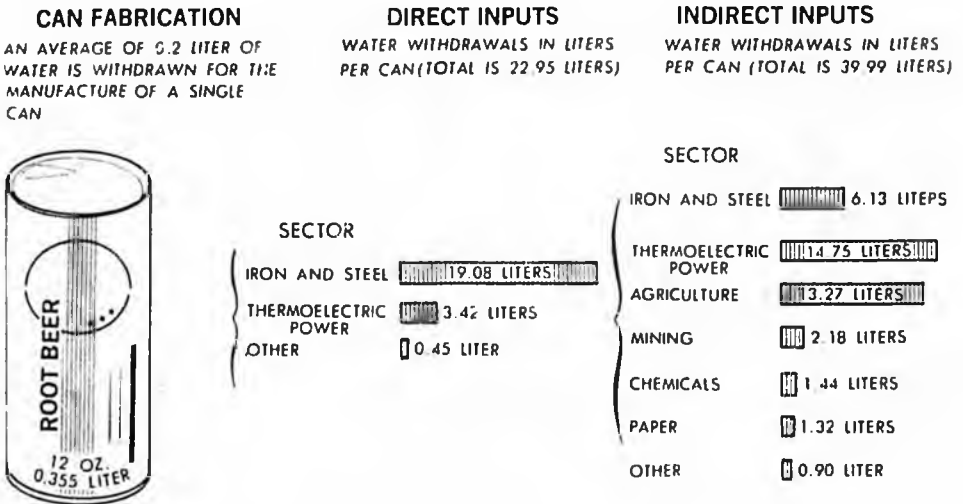 CAN FABRICATION
AN AVERAGE OF 0.2 LITER OF
WATER IS WITHDRAWN FOR THE
MANUFACTURE OF A SINGLE
CAN
ROOT BEER
12 OZ.
0.355 LITER
DIRECT INPUTS
WATER WITHDRAWALS IN LITERS
PER CAN (TOTAL IS 22.95 LITERS)
SECTOR
IRON AND STEEL 19.08 LITERS
THERMOELECTRIC
POWER 3.42 LITERS
OTHER 0.45 LITER
INDIRECT INPUTS
WATER WITHDRAWALS IN LITERS
PER CAN (TOTAL IS 39.99 LITERS)
SECTOR
IRON AND STEEL 6.13 LITERS
THERMOELECTRIC
POWER 14.75 LITERS
AGRICULTURE 13.27 LITERS
MINING 2.18 LITERS
CHEMICALS 1.44 LITERS
PAPER 1.32 LITERS
OTHER 0.90 LITER